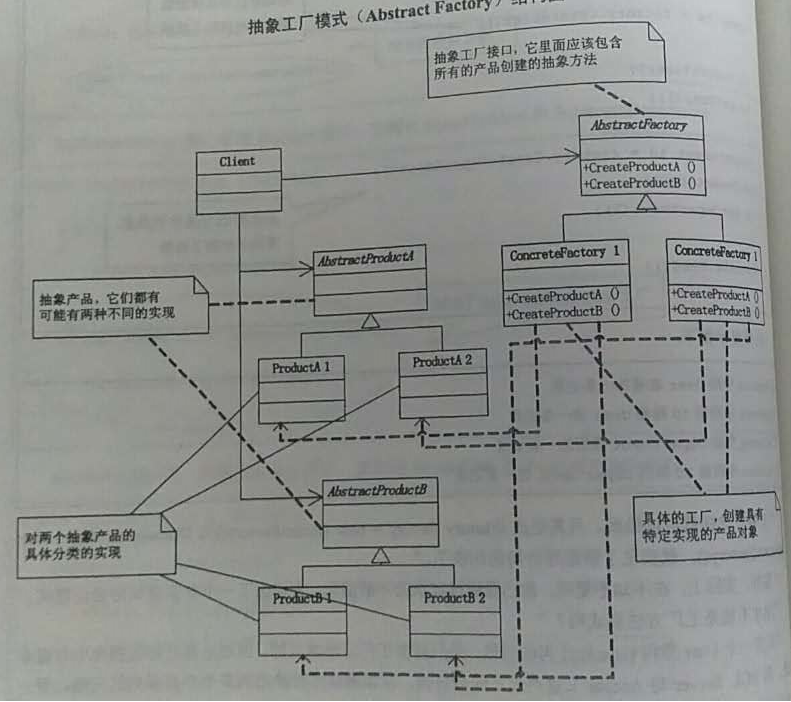 抽象工厂模式（Abstract Factory）结构
抽象工厂接口，它里面应该包含
所有的产品创建的抽象方法
AbstractFactory
+CreateProductA ()
+CreateProductB ()
Client
ConcreteFactory 1
+CreateProductA ()
+CreateProductB ()
ConcreteFactory 1
+CreateProductA ()
+CreateProductB ()
AbstractProductA
抽象产品，它们都有
可能有两种不同的实现
ProductA 1
ProductA 2
AbstractProductB
对两个抽象产品的
具体分类的实现
具体的工厂，创建具有
特定实现的产品对象
ProductB 1
ProductB 2